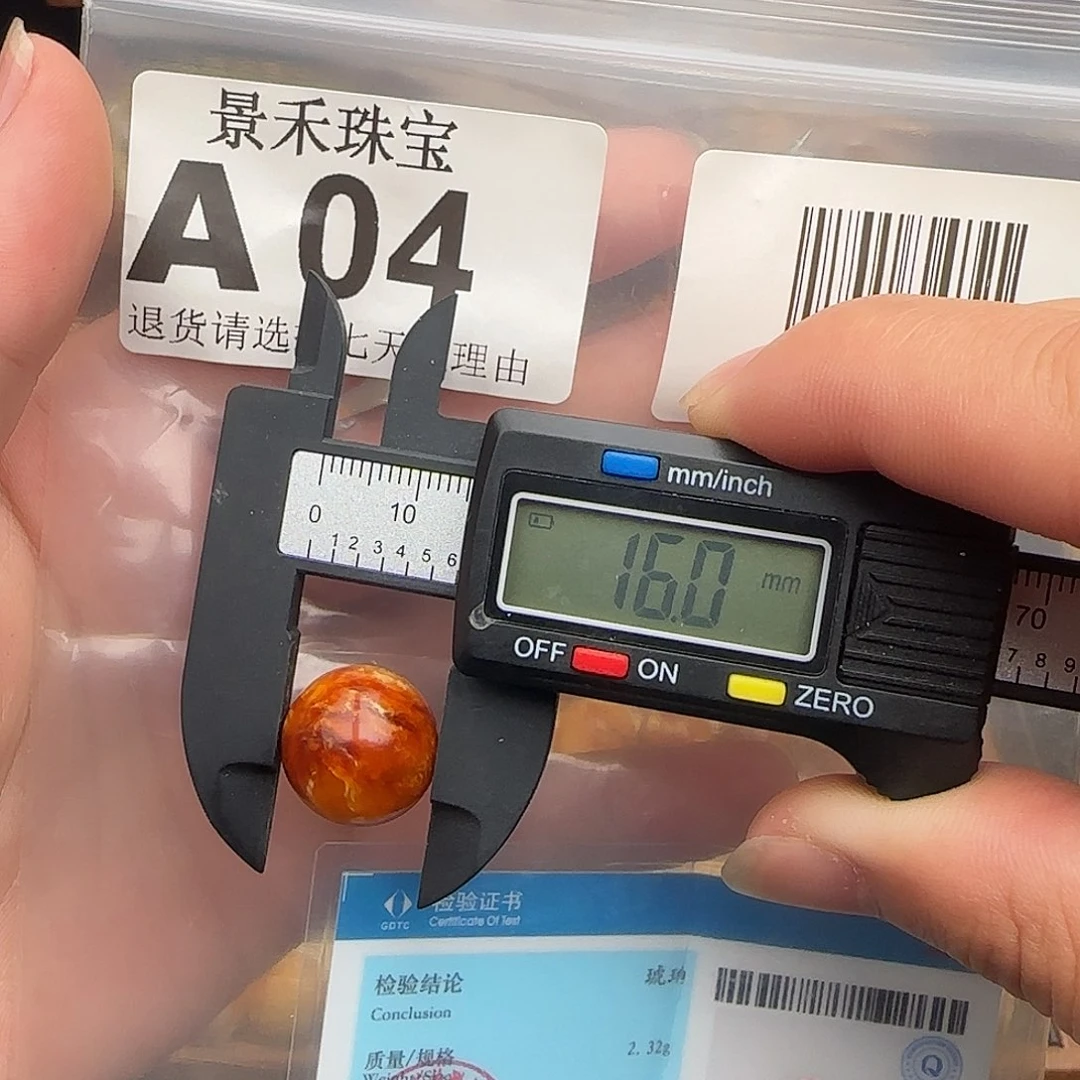 景禾珠宝
A04
退货请选 七天 理由
mm/inch
16.0 mm
0 10
1 2 3 4 5 6
OFF ON
ZERO
70
7 8 9
检验证书
GDTC
Certificate Of Test
检验结论 琥珀
Conclusion
质量/规格 2.32g
Q